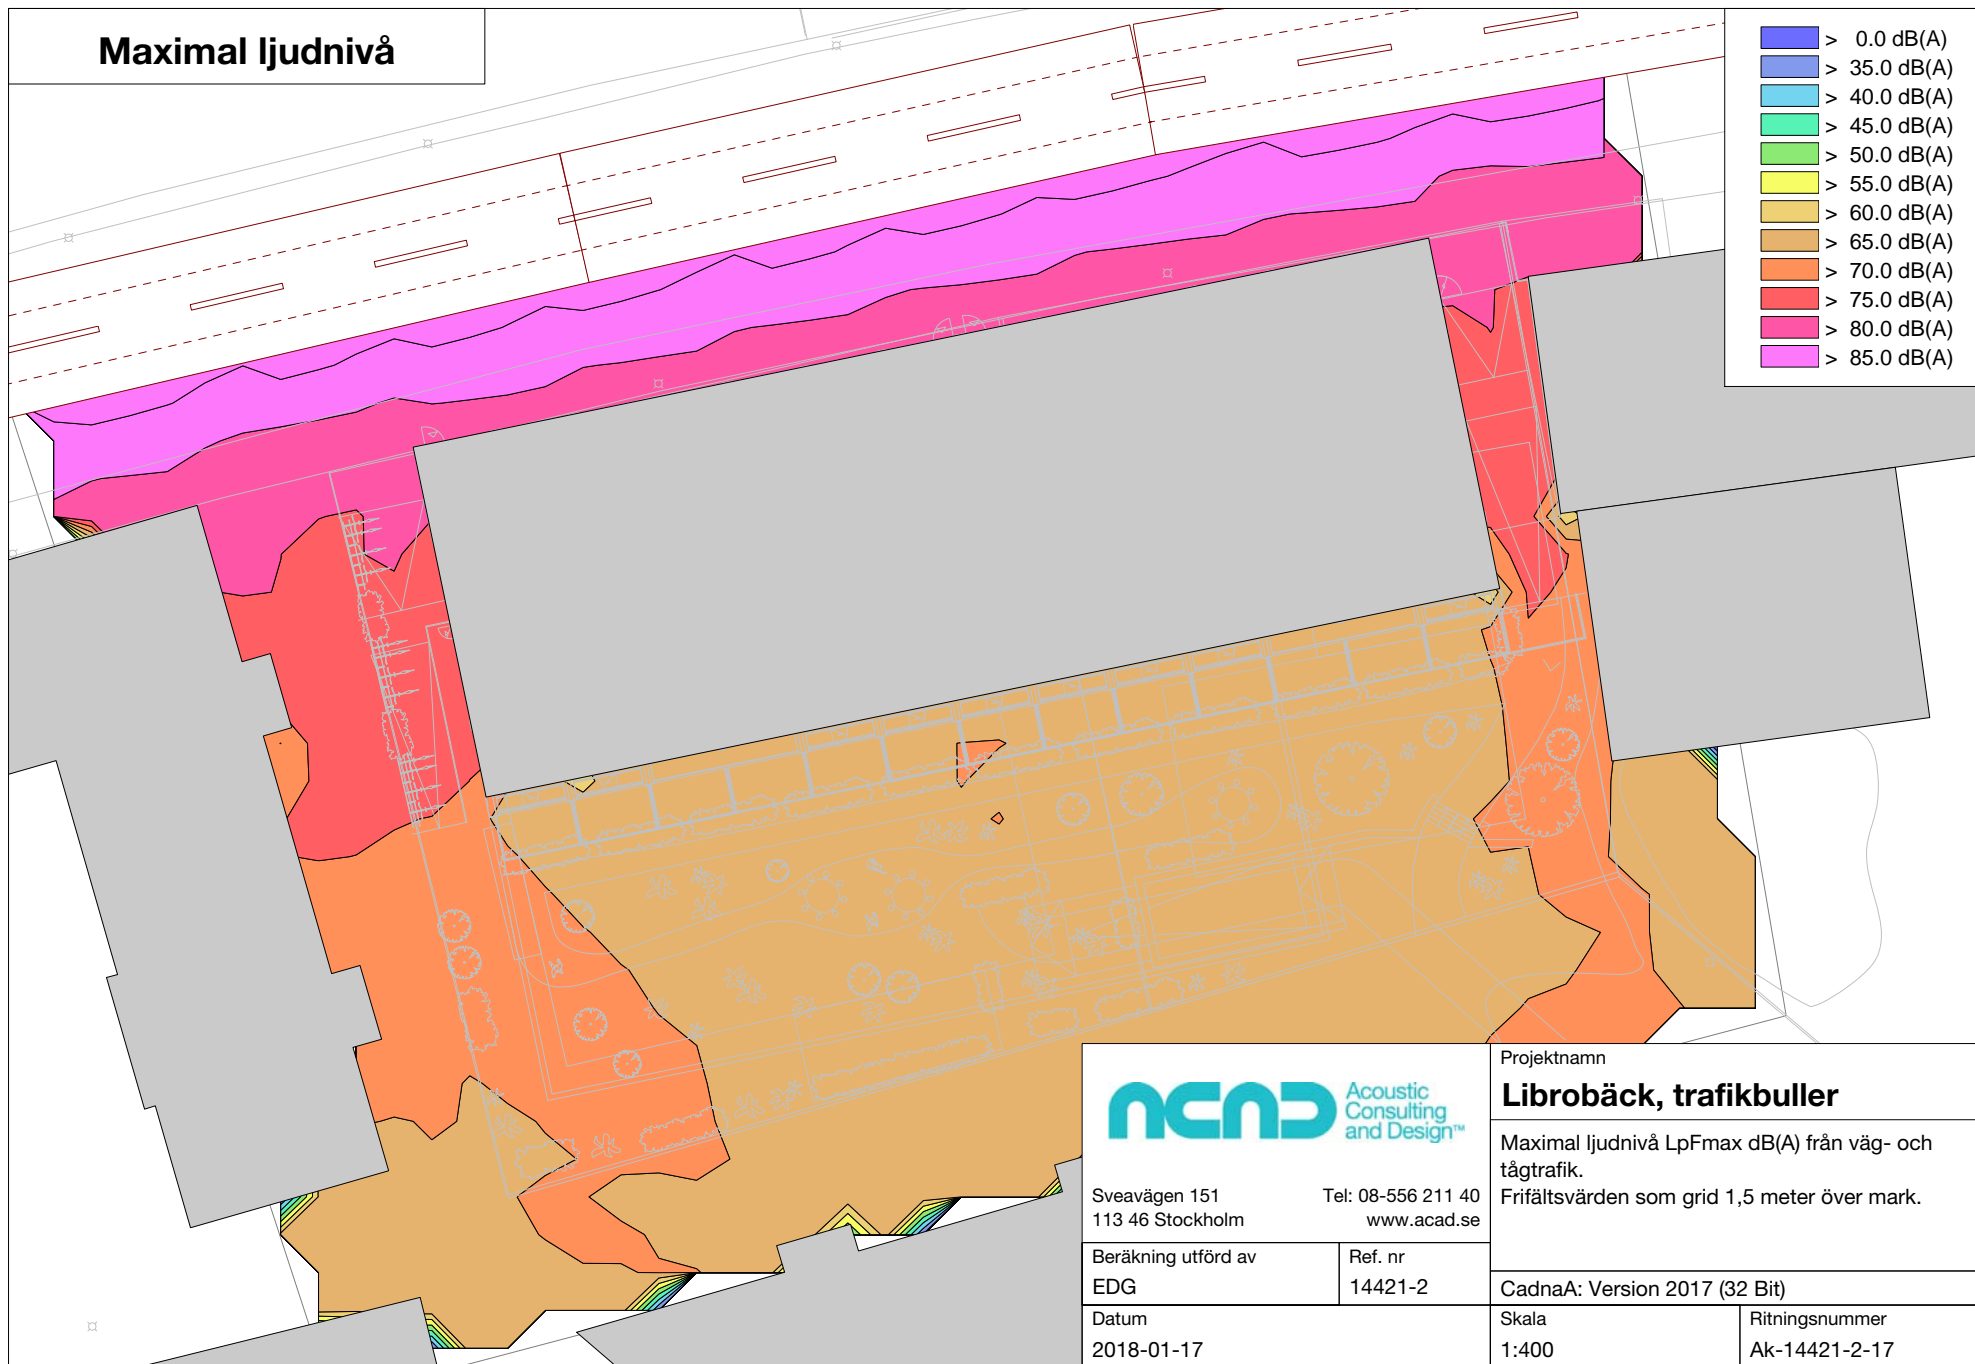 Maximal ljudnivå
> 0.0 dB(A)
> 35.0 dB(A)
> 40.0 dB(A)
> 45.0 dB(A)
> 50.0 dB(A)
> 55.0 dB(A)
> 60.0 dB(A)
> 65.0 dB(A)
> 70.0 dB(A)
> 75.0 dB(A)
> 80.0 dB(A)
> 85.0 dB(A)
ACAD
Acoustic
Consulting
and Design™
Sveavägen 151
113 46 Stockholm
Tel: 08-556 211 40
www.acad.se
Beräkning utförd av
EDG
Ref. nr
14421-2
Datum
2018-01-17
Projektnamn
Librobäck, trafikbuller
Maximal ljudnivå LpFmax dB(A) från väg- och
tågtrafik.
Frifältsvärden som grid 1,5 meter över mark.
CadnaA: Version 2017 (32 Bit)
Skala
1:400
Ritningsnummer
Ak-14421-2-17